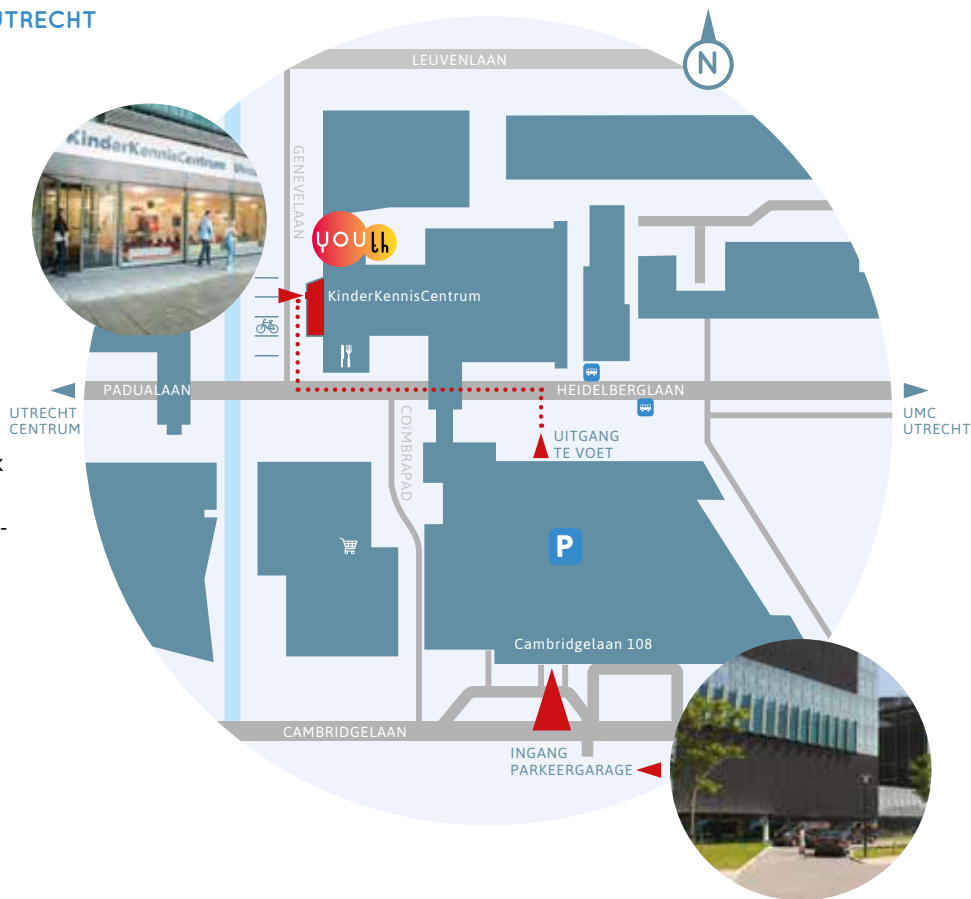 UTRECHT
N
LEUVENLAAN
KinderKennisCentrum
GENEVELAAN
YOUth
KinderKennisCentrum
PADUALAAN
HEIDELBERGLAAN
UTRECHT
CENTRUM
UMC
UTRECHT
COÏMBRAPAD
UITGANG
TE VOET
K
-
P
Cambridgelaan 108
CAMBRIDGELAAN
INGANG
PARKEERGARAGE